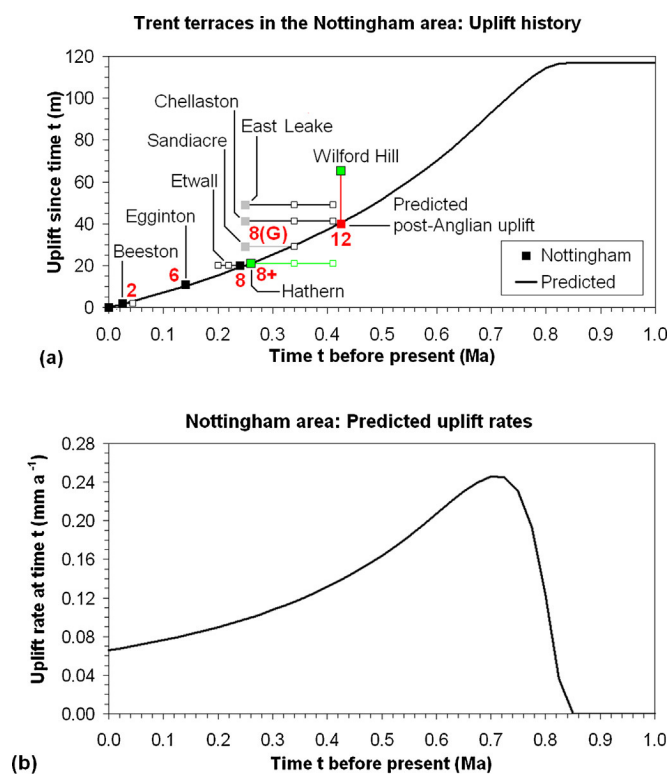 Trent terraces in the Nottingham area: Uplift history
Uplift since time t (m)
120
100
80
60
40
20
0
Chellaston
East Leake
Sandiacre
Wilford Hill
Etwall
Egginton
Predicted
post-Anglian uplift
8(G)
12
Beeston
6
2
8
8+
Hathern
Nottingham
Predicted
0.0 0.1 0.2 0.3 0.4 0.5 0.6 0.7 0.8 0.9 1.0
Time t before present (Ma)
(a)
Nottingham area: Predicted uplift rates
Uplift rate at time t (mm a⁻¹)
0.28
0.24
0.20
0.16
0.12
0.08
0.04
0.00
0.0 0.1 0.2 0.3 0.4 0.5 0.6 0.7 0.8 0.9 1.0
Time t before present (Ma)
(b)